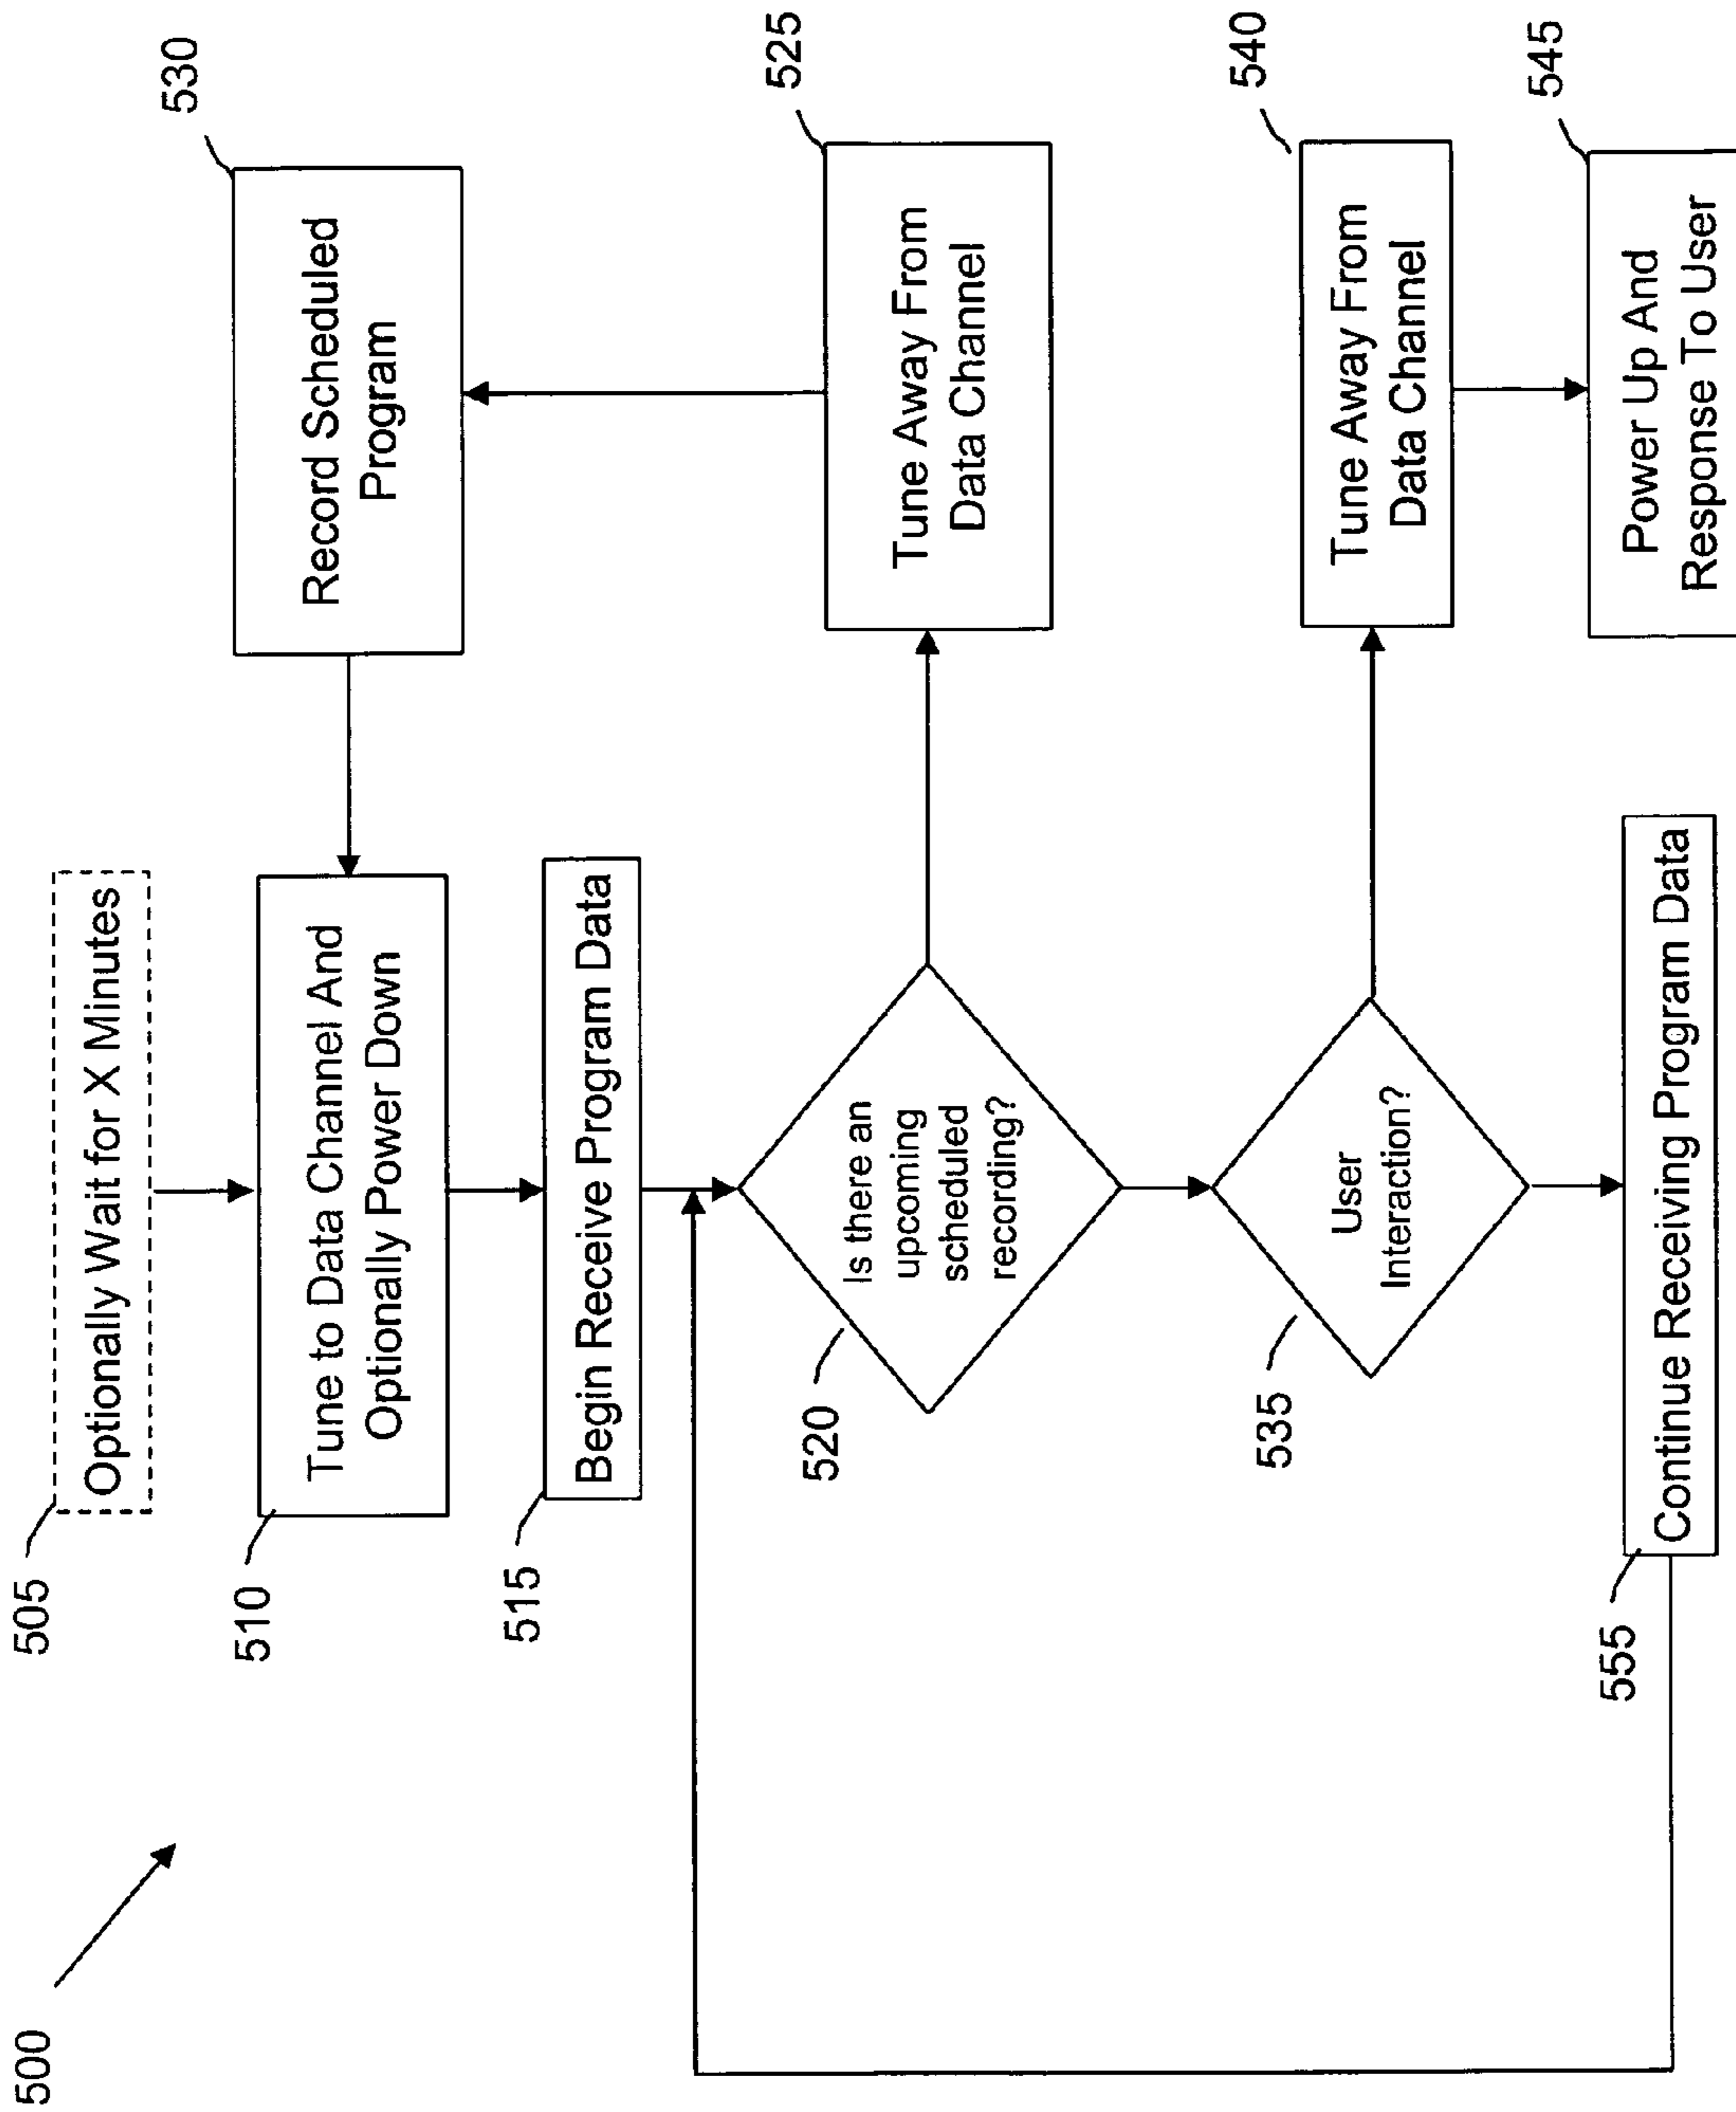 500
505
Optionally Wait for X Minutes
510
Tune to Data Channel And
Optionally Power Down
530
Record Scheduled
Program
515
Begin Receive Program Data
520
Is there an
upcoming
scheduled
recording?
525
Tune Away From
Data Channel
535
User
Interaction?
540
Tune Away From
Data Channel
545
Power Up And
Response To User
555
Continue Receiving Program Data